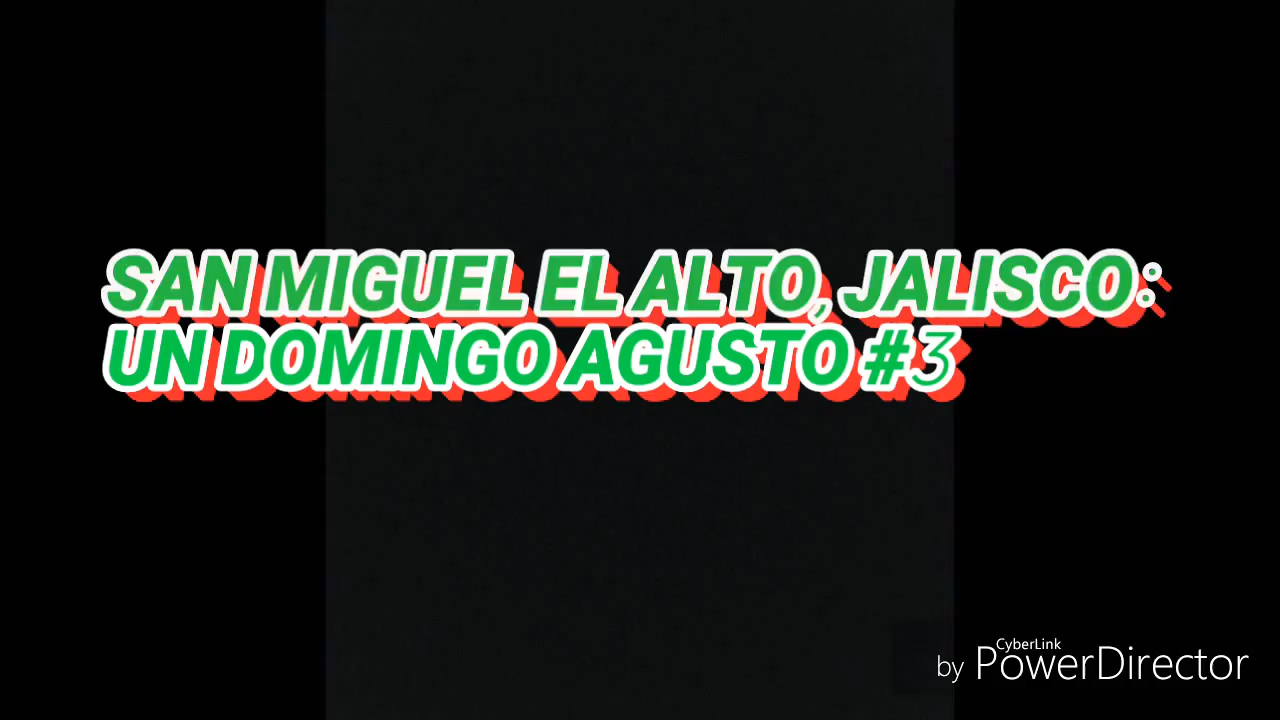 SAN MIGUEL EL ALTO, JALISCO:
UN DOMINGO AGUSTO #3
CyberLink
by PowerDirector